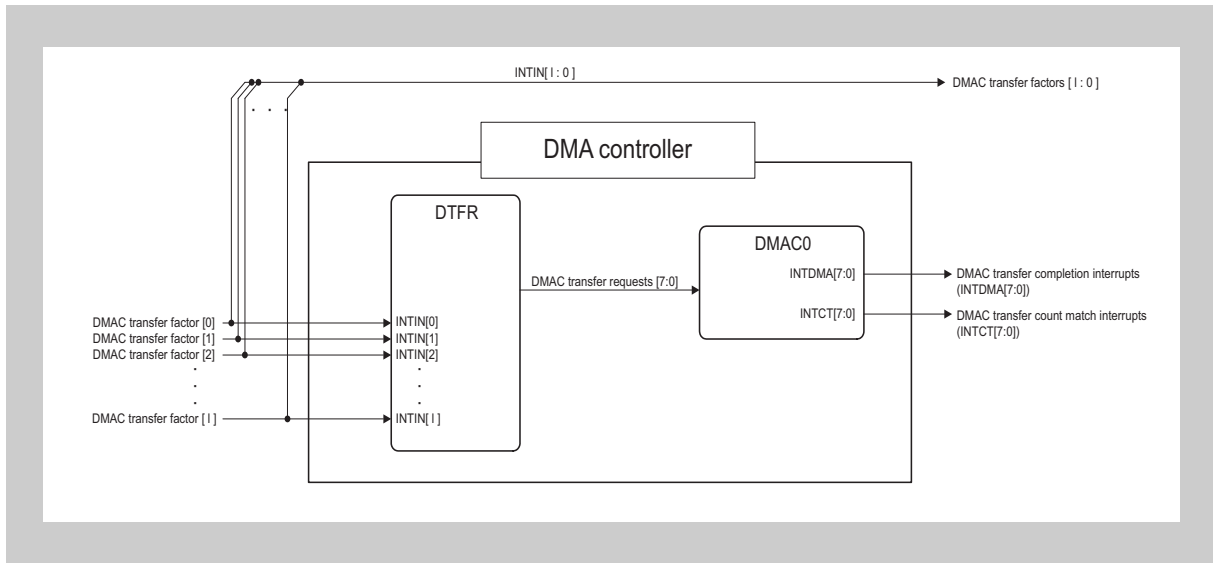 INTIN[ l : 0 ]
DMAC transfer factors [ l : 0 ]
. . .
DMA controller
DTFR
DMAC0
INTDMA[7:0]
DMAC transfer completion interrupts
(INTDMA[7:0])
DMAC transfer requests [7:0]
INTCT[7:0]
DMAC transfer count match interrupts
(INTCT[7:0])
DMAC transfer factor [0]
INTIN[0]
DMAC transfer factor [1]
INTIN[1]
DMAC transfer factor [2]
INTIN[2]
.
.
.
.
.
.
DMAC transfer factor [ l ]
INTIN[ l ]